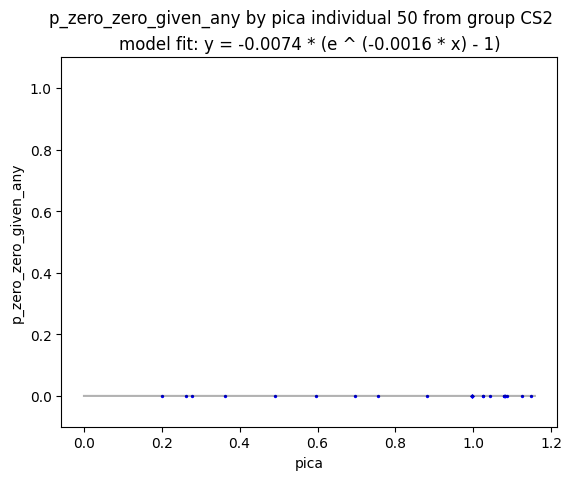 p_zero_zero_given_any by pica individual 50 from group CS2
model fit: y = -0.0074 * (e ^ (-0.0016 * x) - 1)
1.0
0.8
0.6
0.4
0.2
0.0
p_zero_zero_given_any
0.0 0.2 0.4 0.6 0.8 1.0 1.2
pica